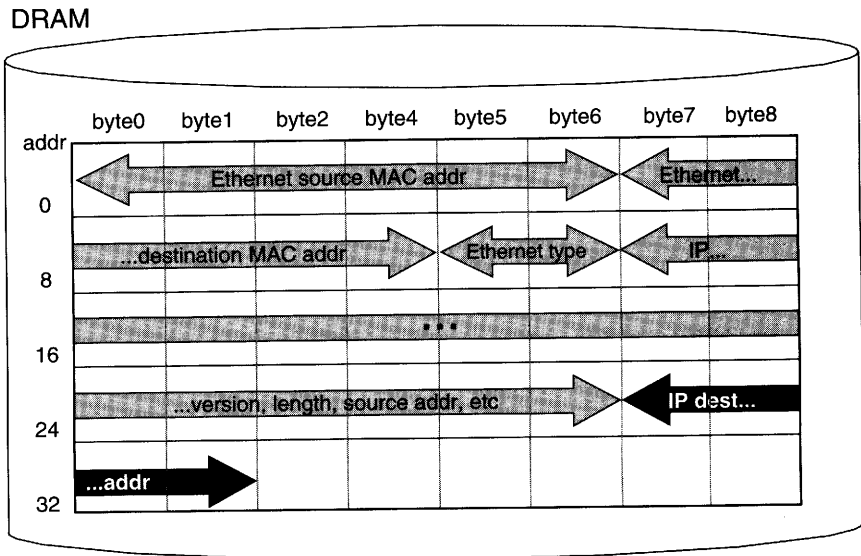 DRAM
byte0 byte1 byte2 byte4 byte5 byte6 byte7 byte8
addr
Ethernet source MAC addr Ethernet...
0
...destination MAC addr Ethernet type IP...
8
...
16
...version, length, source addr, etc IP dest...
24
...addr
32